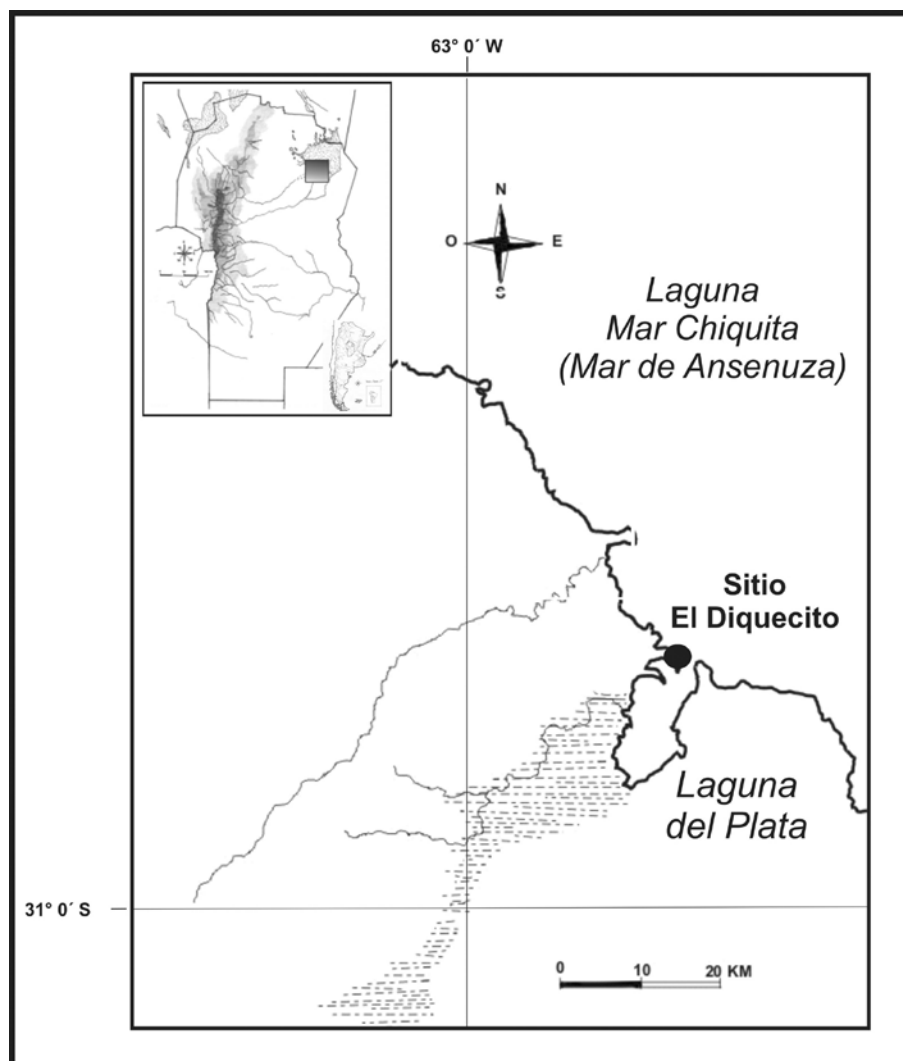 63° 0´ W
N
O
E
S
Laguna
Mar Chiquita
(Mar de Ansenuza)
Sitio
El Diquecito
Laguna
del Plata
31° 0´ S
0 10 20 KM